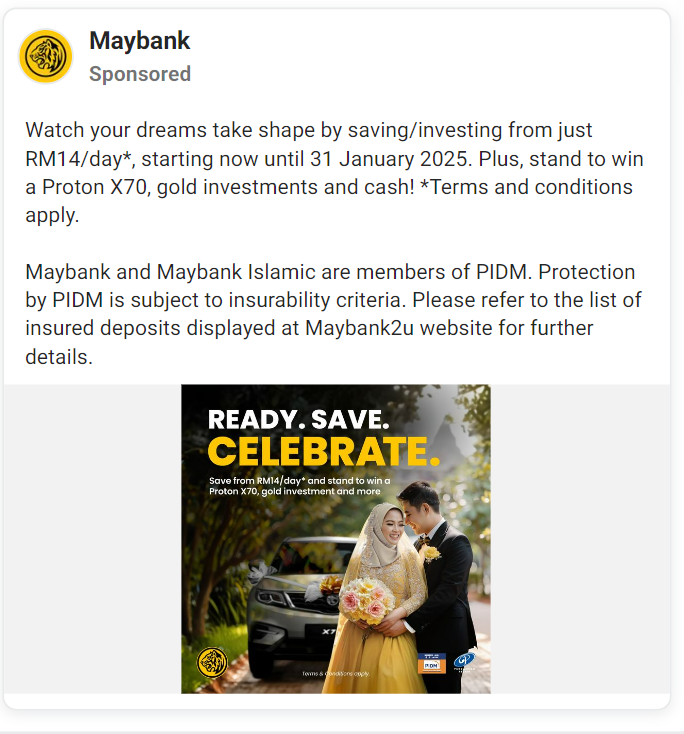 Maybank
Sponsored
Watch your dreams take shape by saving/investing from just
RM14/day*, starting now until 31 January 2025. Plus, stand to win
a Proton X70, gold investments and cash! *Terms and conditions
apply.
Maybank and Maybank Islamic are members of PIDM. Protection
by PIDM is subject to insurability criteria. Please refer to the list of
insured deposits displayed at Maybank2u website for further
details.
READY. SAVE.
CELEBRATE.
Save from RM14/day* and stand to win a
Proton X70, gold investment and more
X7
PIDM
Terms & Conditions apply